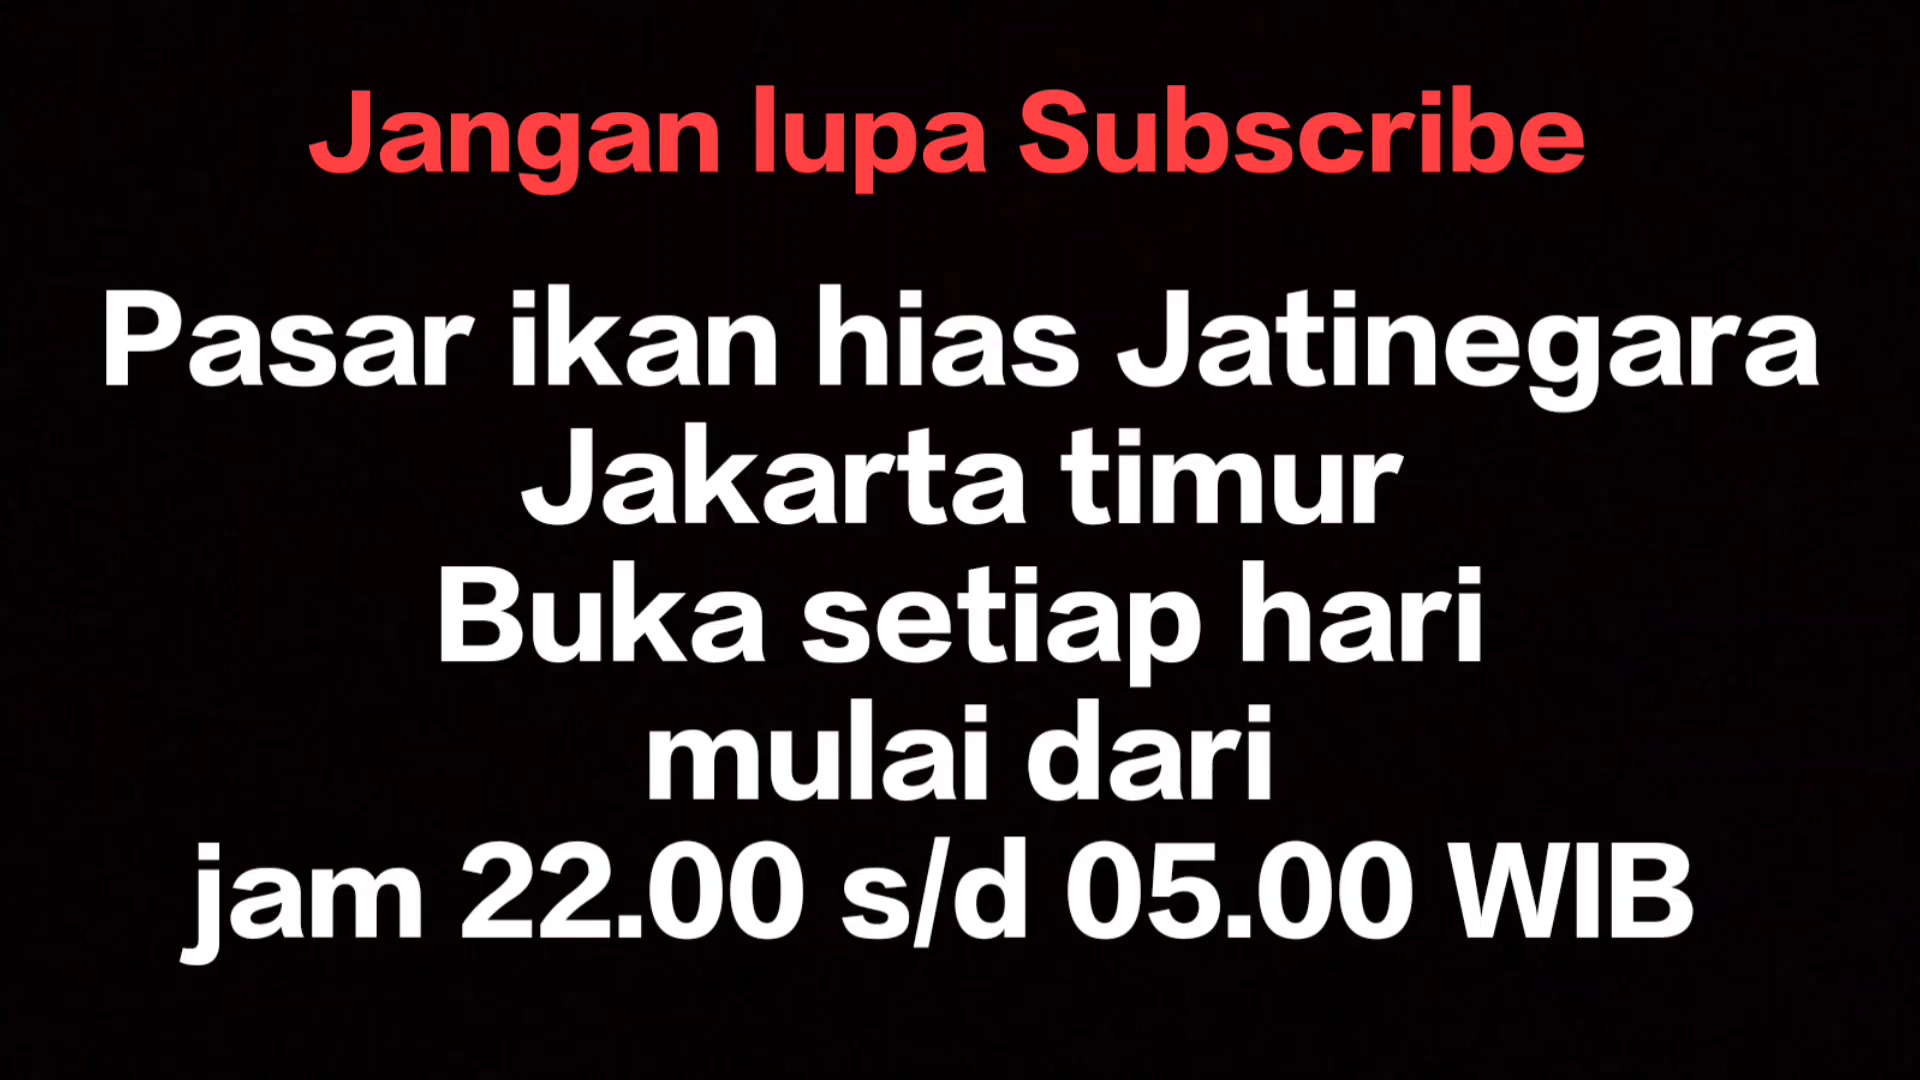 Jangan lupa Subscribe
Pasar ikan hias Jatinegara
Jakarta timur
Buka setiap hari
mulai dari
jam 22.00 s/d 05.00 WIB